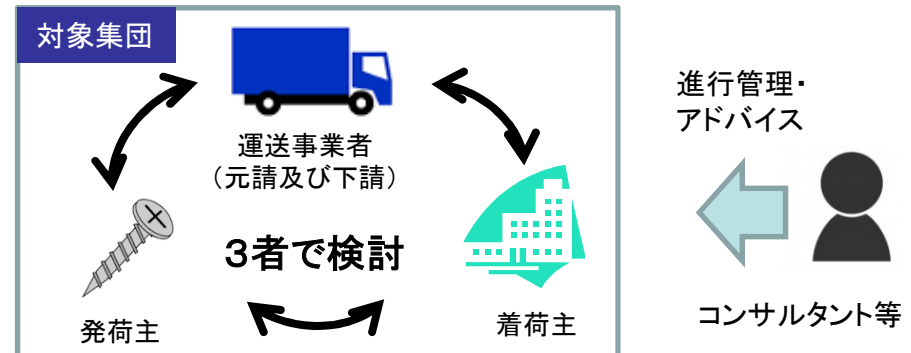 対象集団
運送事業者
（元請及び下請）
３者で検討
発荷主
着荷主
進行管理・
アドバイス
コンサルタント等